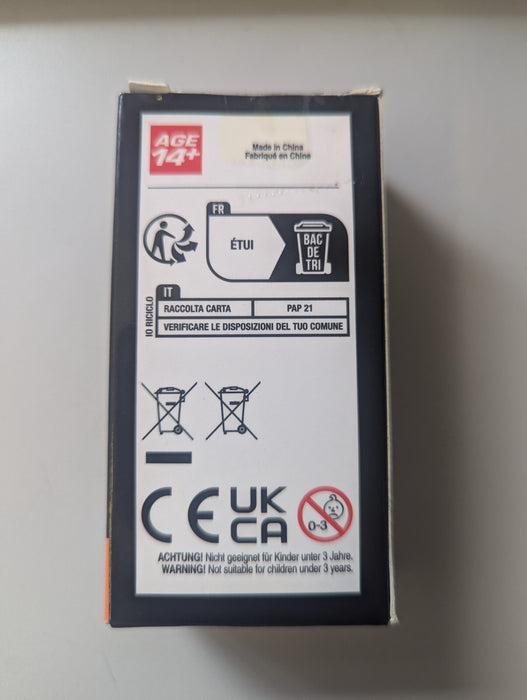 AGE
14+
Made in China
Fabriqué en China
FR
ÉTUI
BAC
DE
TRI
IO RICICLO
IT
RACCOLTA CARTA
PAP 21
VERIFICARE LE DISPOSIZIONI DEL TUO COMUNE
CE
UK
CA
0-3
ACHTUNG! Nicht geeignet für Kinder unter 3 Jahre.
WARNING! Not suitable for children under 3 years.